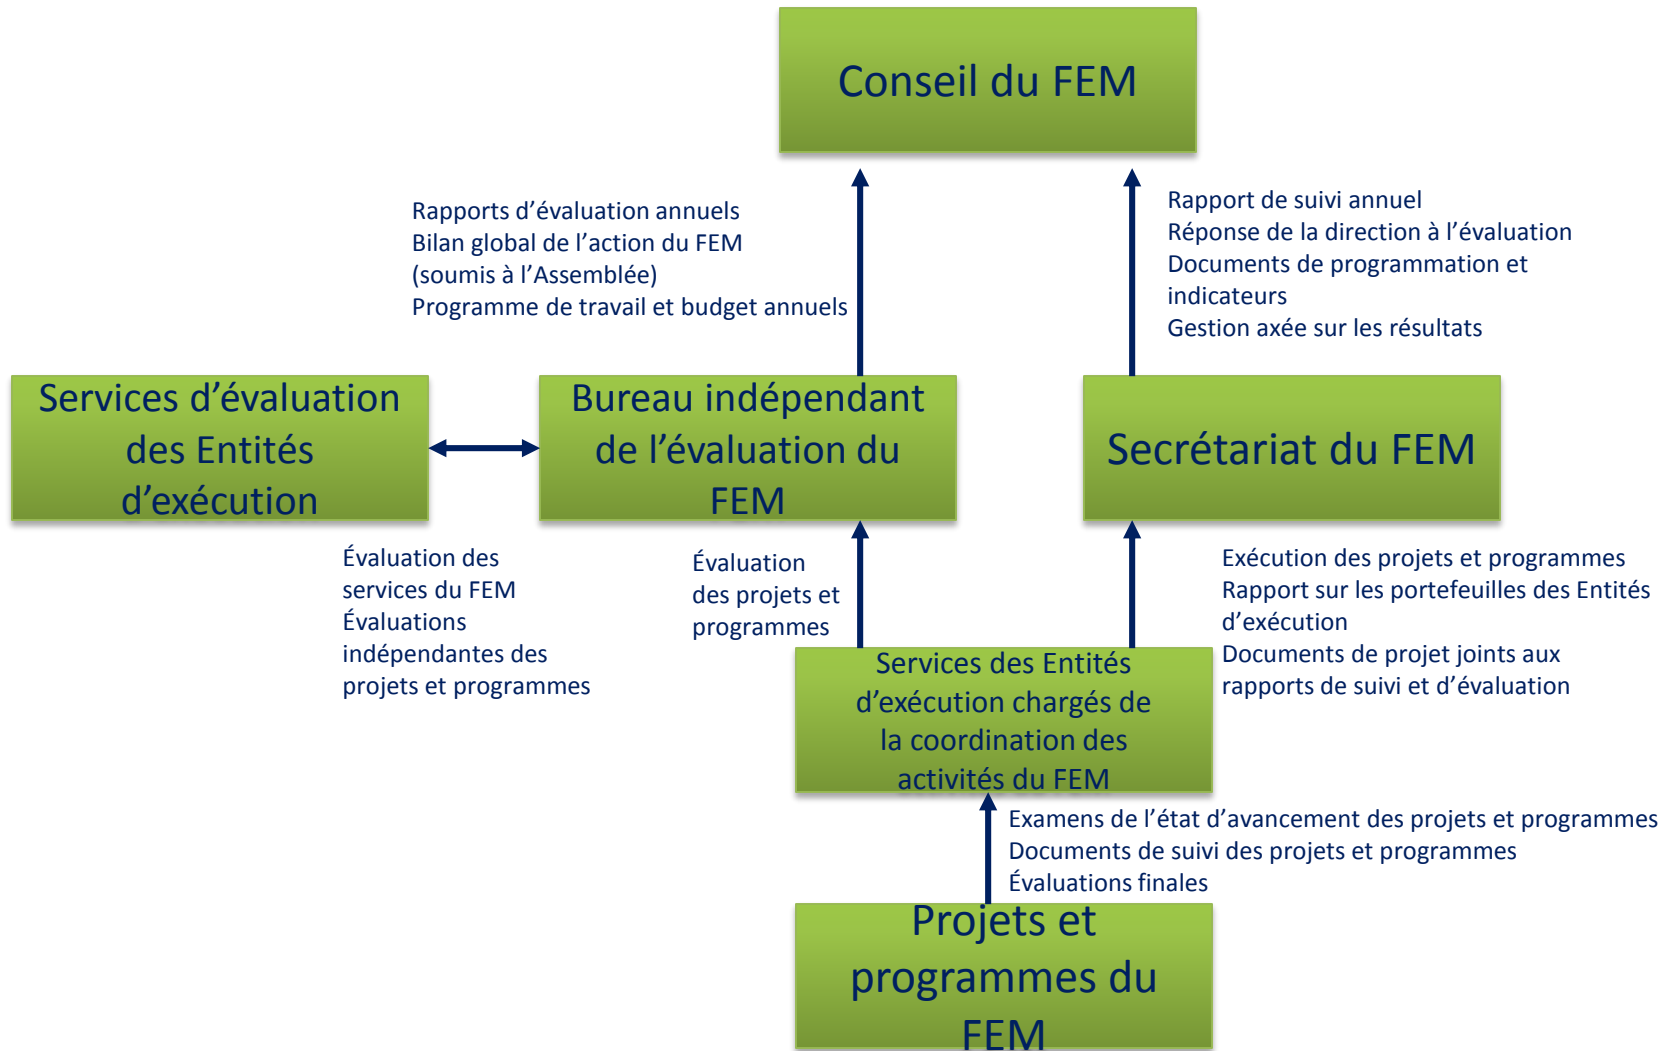 Conseil du FEM
Rapports d’évaluation annuels
Bilan global de l’action du FEM
(soumis à l’Assemblée)
Programme de travail et budget annuels
Rapport de suivi annuel
Réponse de la direction à l’évaluation
Documents de programmation et
indicateurs
Gestion axée sur les résultats
Services d’évaluation
des Entités
d’exécution
Bureau indépendant
de l’évaluation du
FEM
Secrétariat du FEM
Évaluation des
services du FEM
Évaluations
indépendantes des
projets et programmes
Évaluation
des projets et
programmes
Exécution des projets et programmes
Rapport sur les portefeuilles des Entités
d’exécution
Documents de projet joints aux
rapports de suivi et d’évaluation
Services des Entités
d’exécution chargés de
la coordination des
activités du FEM
Examens de l’état d’avancement des projets et programmes
Documents de suivi des projets et programmes
Évaluations finales
Projets et
programmes du
FEM